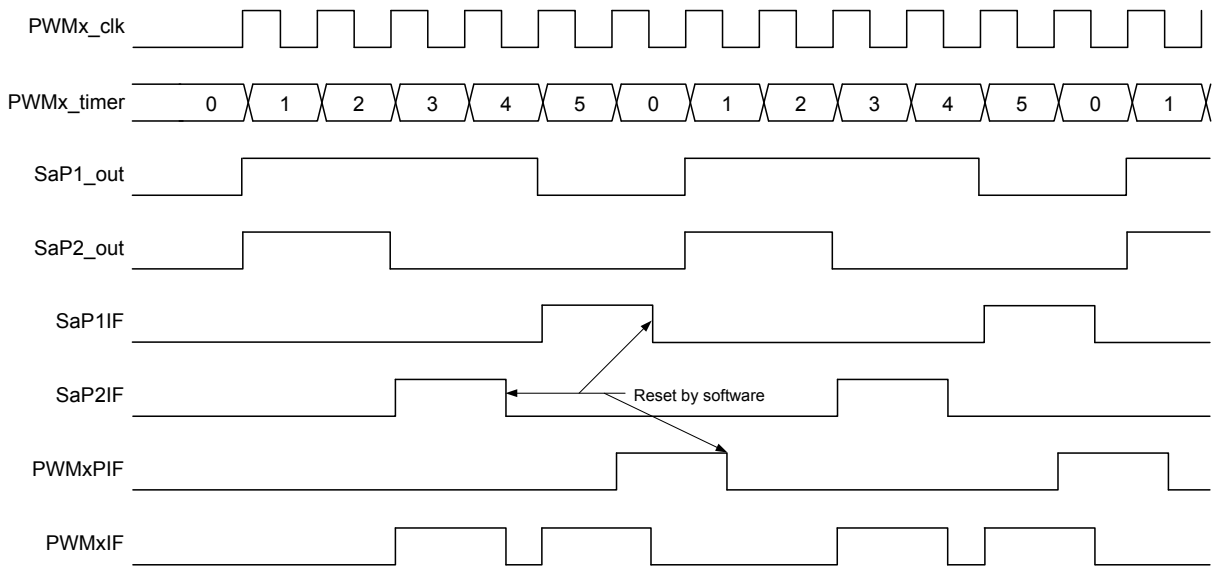 PWMx_clk
PWMx_timer 0 1 2 3 4 5 0 1 2 3 4 5 0 1
SaP1_out
SaP2_out
SaP1IF
SaP2IF Reset by software
PWMxPIF
PWMxIF